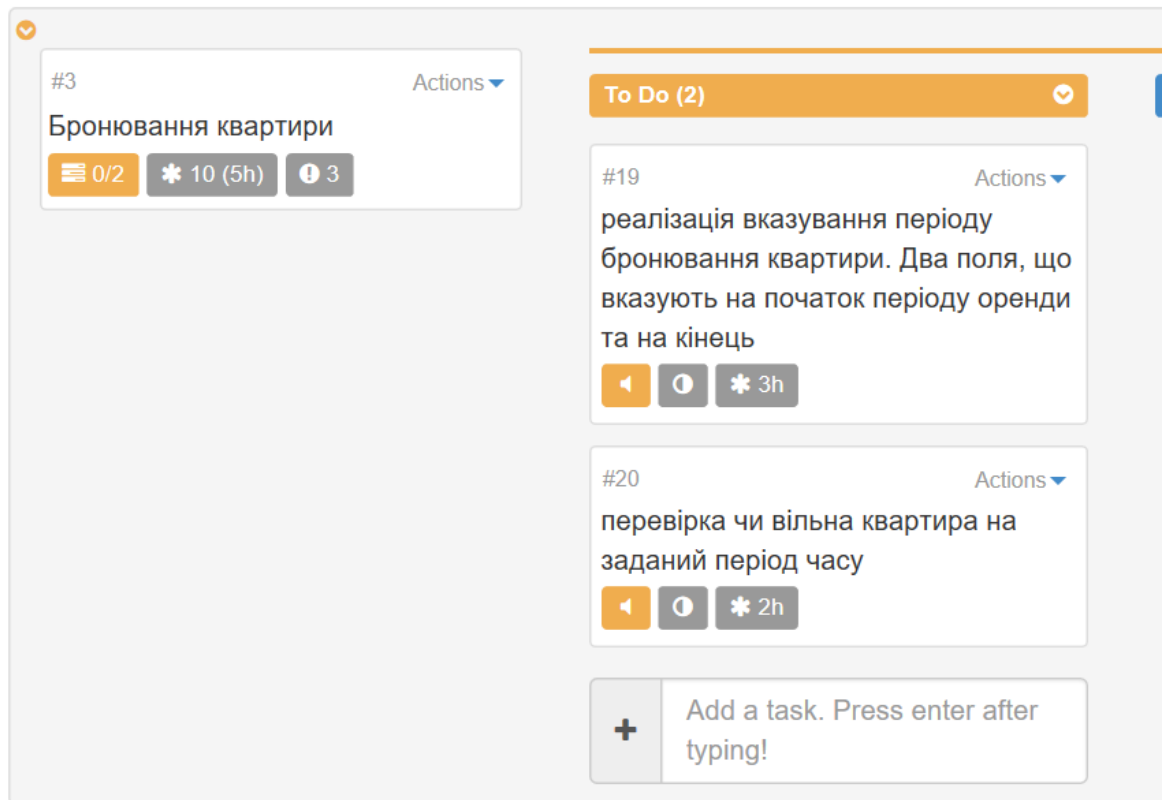 #3 Actions
Бронювання квартири
0/2 10 (5h) 3
To Do (2)
#19 Actions
реалізація вказування періоду
бронювання квартири. Два поля, що
вказують на початок періоду оренди
та на кінець
3h
#20 Actions
перевірка чи вільна квартира на
заданий період часу
2h
Add a task. Press enter after
typing!